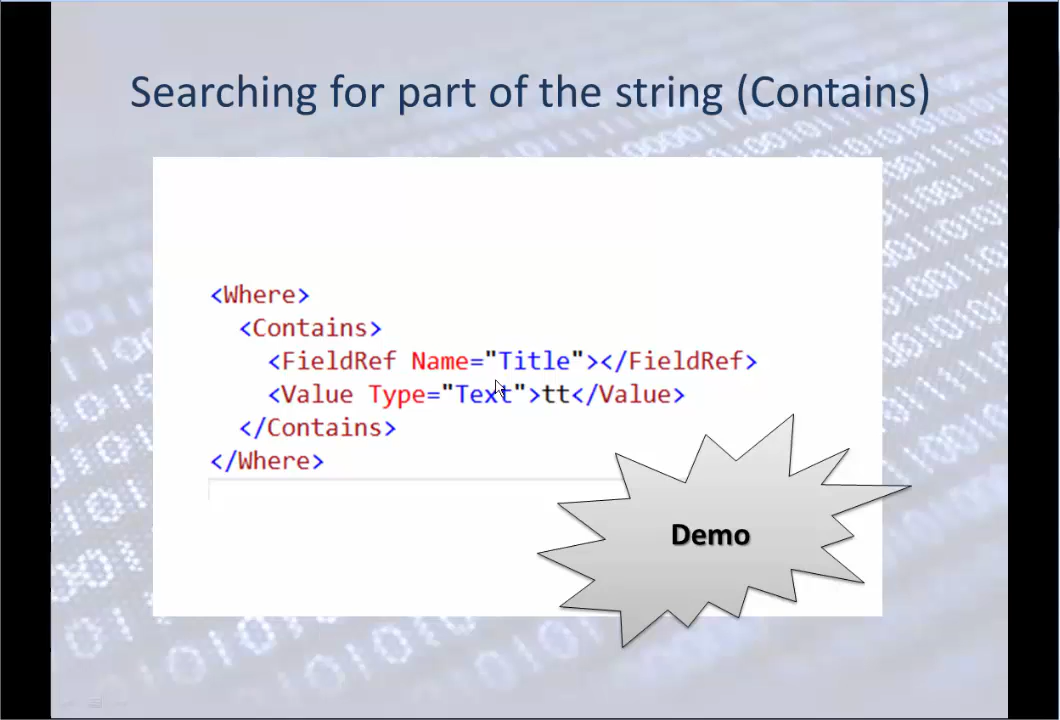 Searching for part of the string (Contains)
<Where>
<Contains>
<FieldRef Name="Title"></FieldRef>
<Value Type="Text">tt</Value>
</Contains>
</Where>
Demo